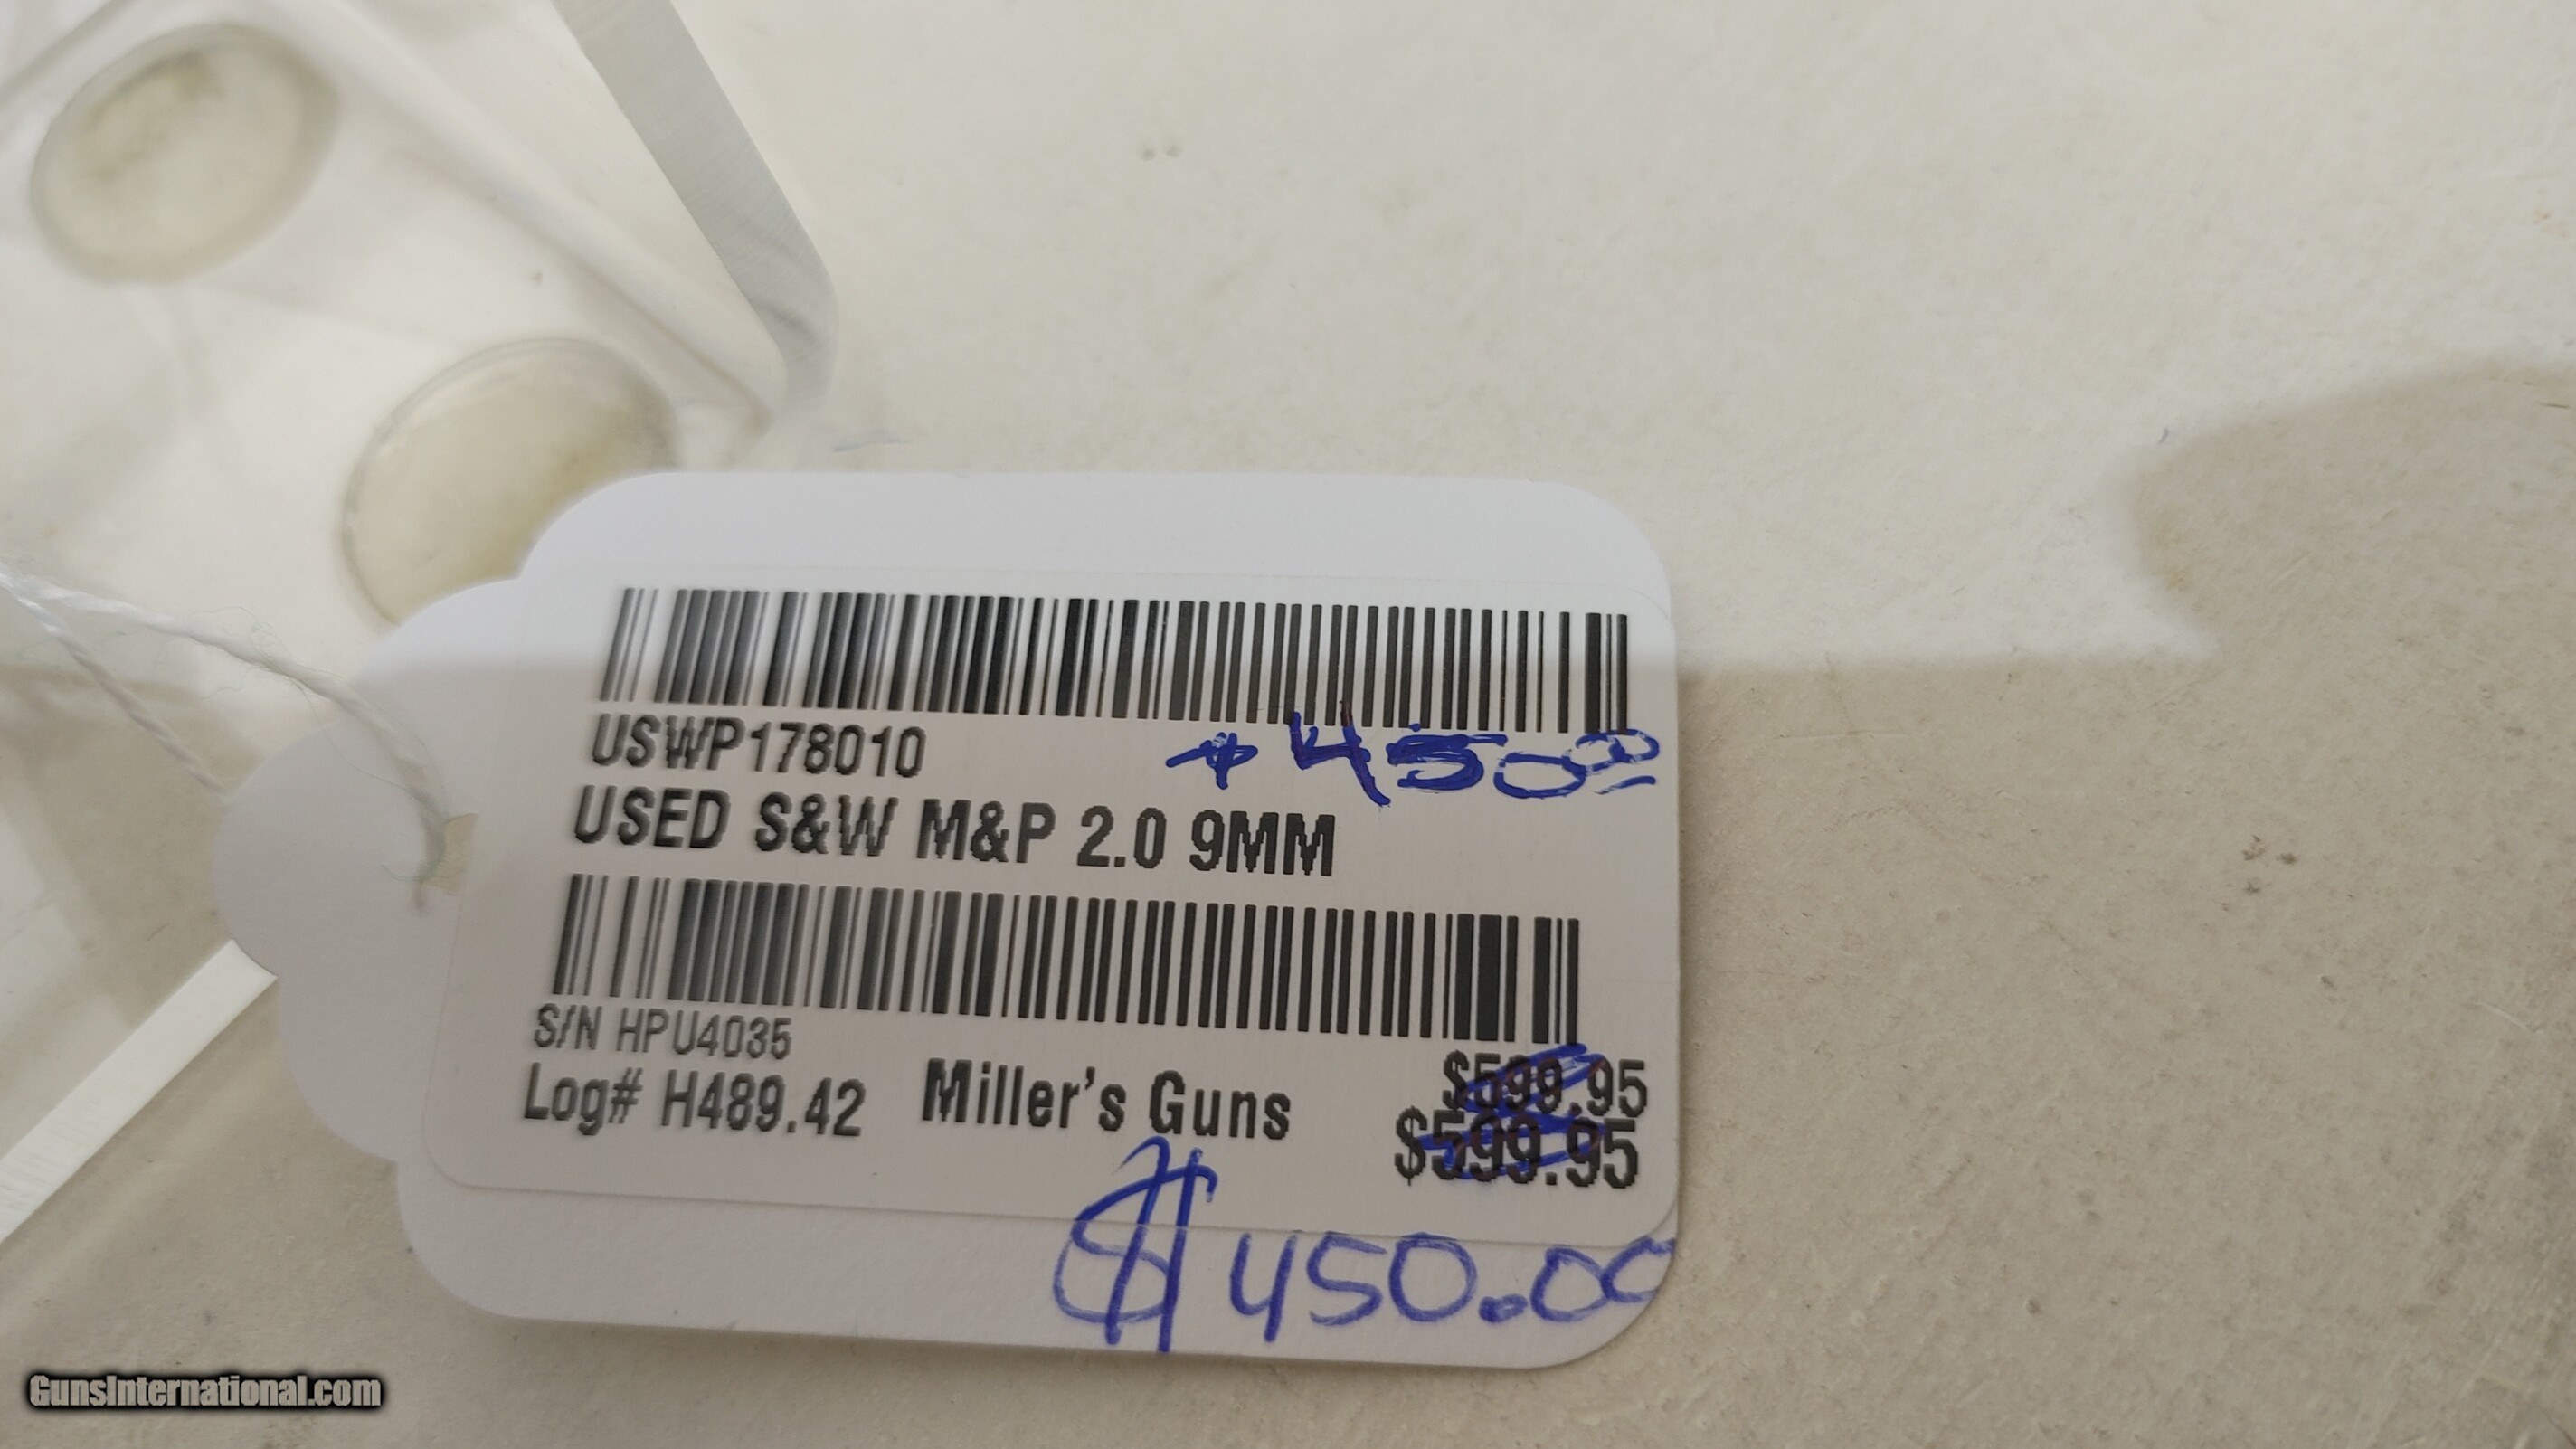 USWP178010
$450.00
USED S&W M&P 2.0 9MM
S/N HPU4035
Log# H489.42
Miller's Guns
$599.95
$599.95
$450.00
GunsInternational.com